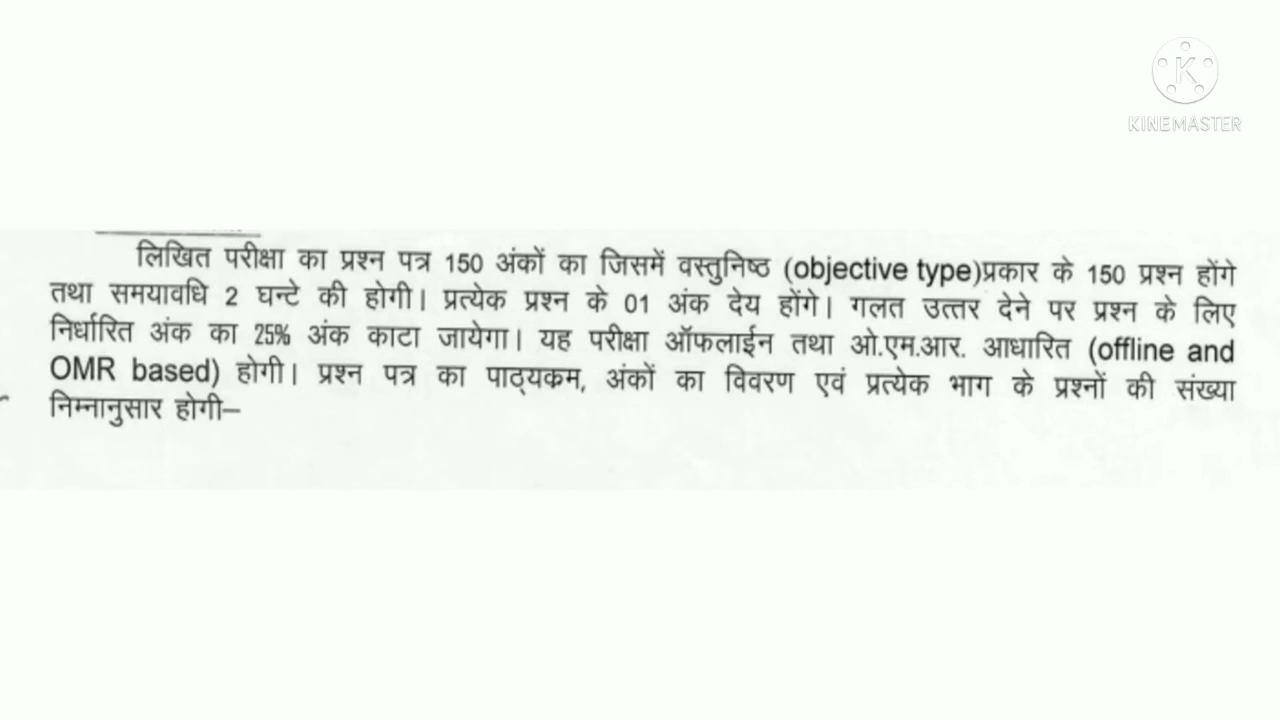 KINEMASTER
लिखित परीक्षा का प्रश्न पत्र 150 अंकों का जिसमें वस्तुनिष्ठ (objective type)प्रकार के 150 प्रश्न होंगे
तथा समयावधि 2 घन्टे की होगी। प्रत्येक प्रश्न के 01 अंक देय होंगे। गलत उत्तर देने पर प्रश्न के लिए
निर्धारित अंक का 25% अंक काटा जायेगा। यह परीक्षा ऑफलाईन तथा ओ.एम.आर. आधारित (offline and
OMR based) होगी। प्रश्न पत्र का पाठ्यक्रम, अंकों का विवरण एवं प्रत्येक भाग के प्रश्नों की संख्या
निम्नानुसार होगी–